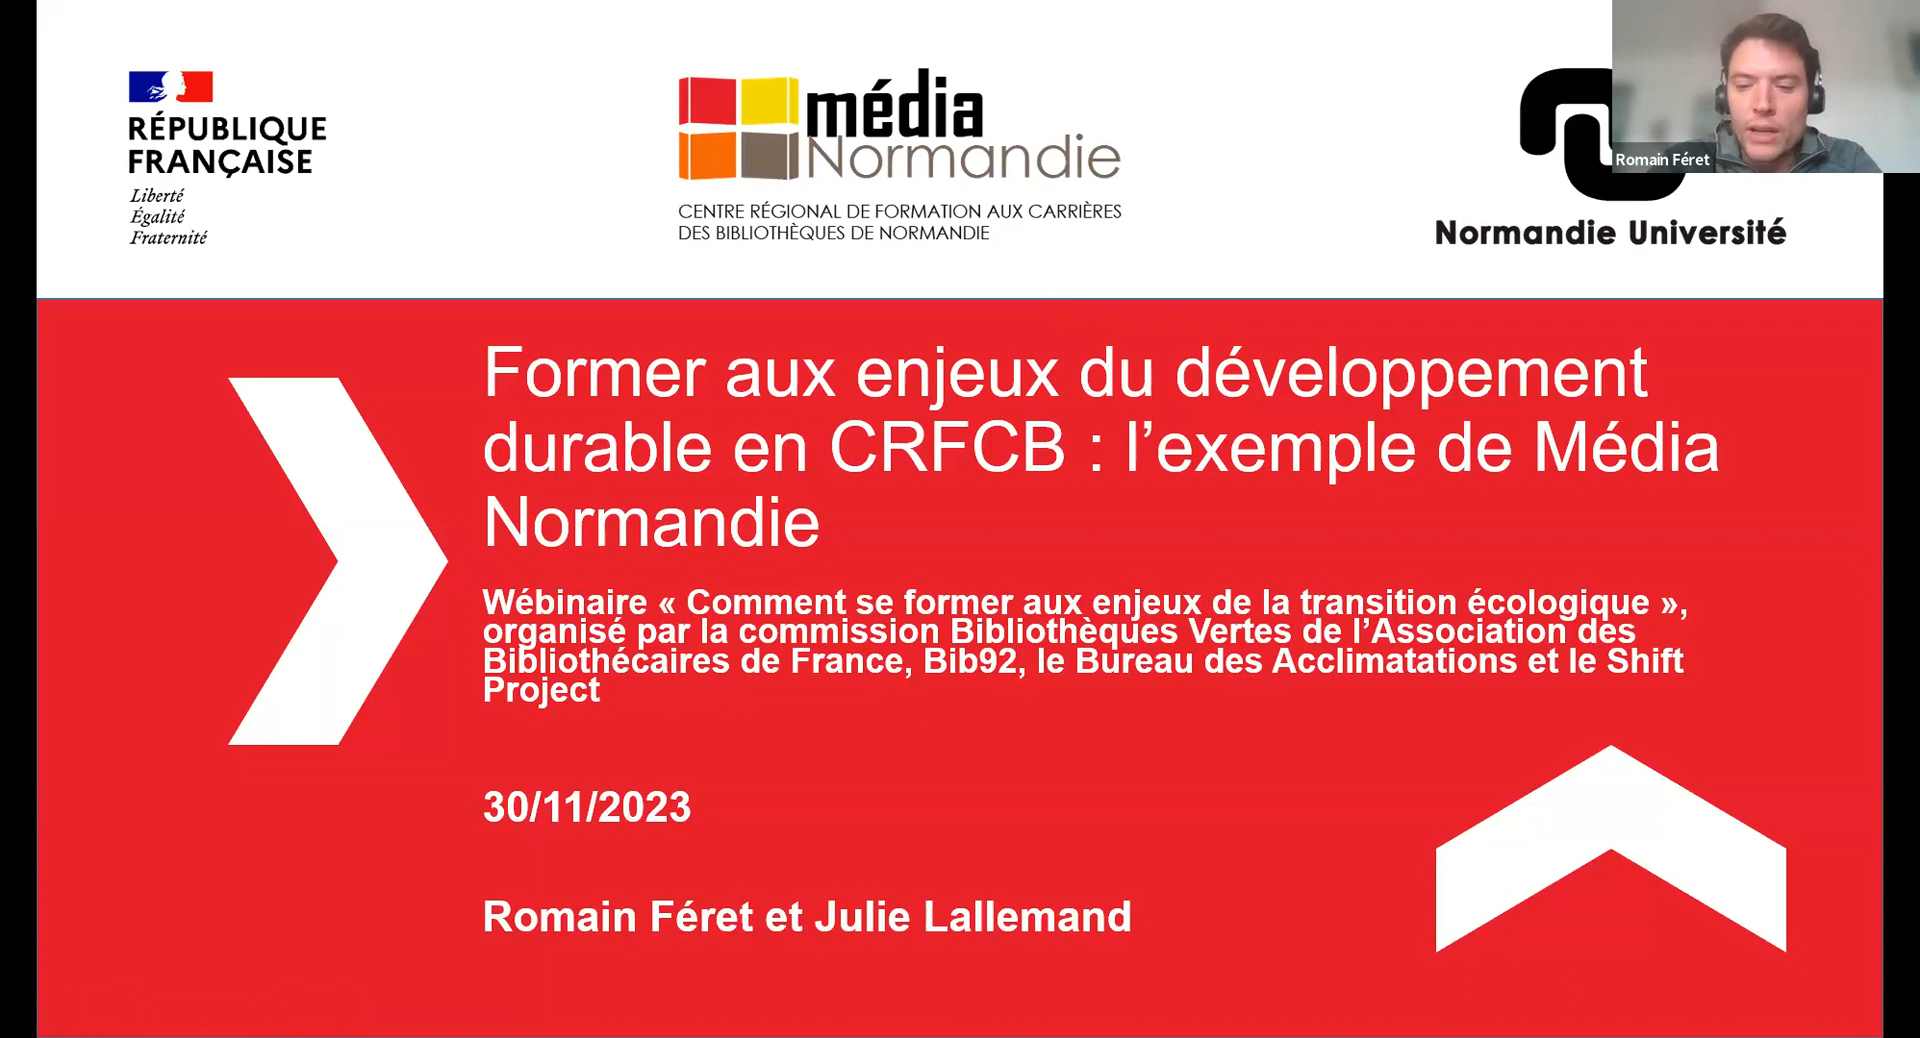 RÉPUBLIQUE
FRANÇAISE
Liberté
Égalité
Fraternité
média
Normandie
CENTRE RÉGIONAL DE FORMATION AUX CARRIÈRES
DES BIBLIOTHÈQUES DE NORMANDIE
Normandie Université
Romain Féret
Former aux enjeux du développement
durable en CRFCB : l’exemple de Média
Normandie
Wébinaire « Comment se former aux enjeux de la transition écologique »,
organisé par la commission Bibliothèques Vertes de l’Association des
Bibliothécaires de France, Bib92, le Bureau des Acclimatations et le Shift
Project
30/11/2023
Romain Féret et Julie Lallemand